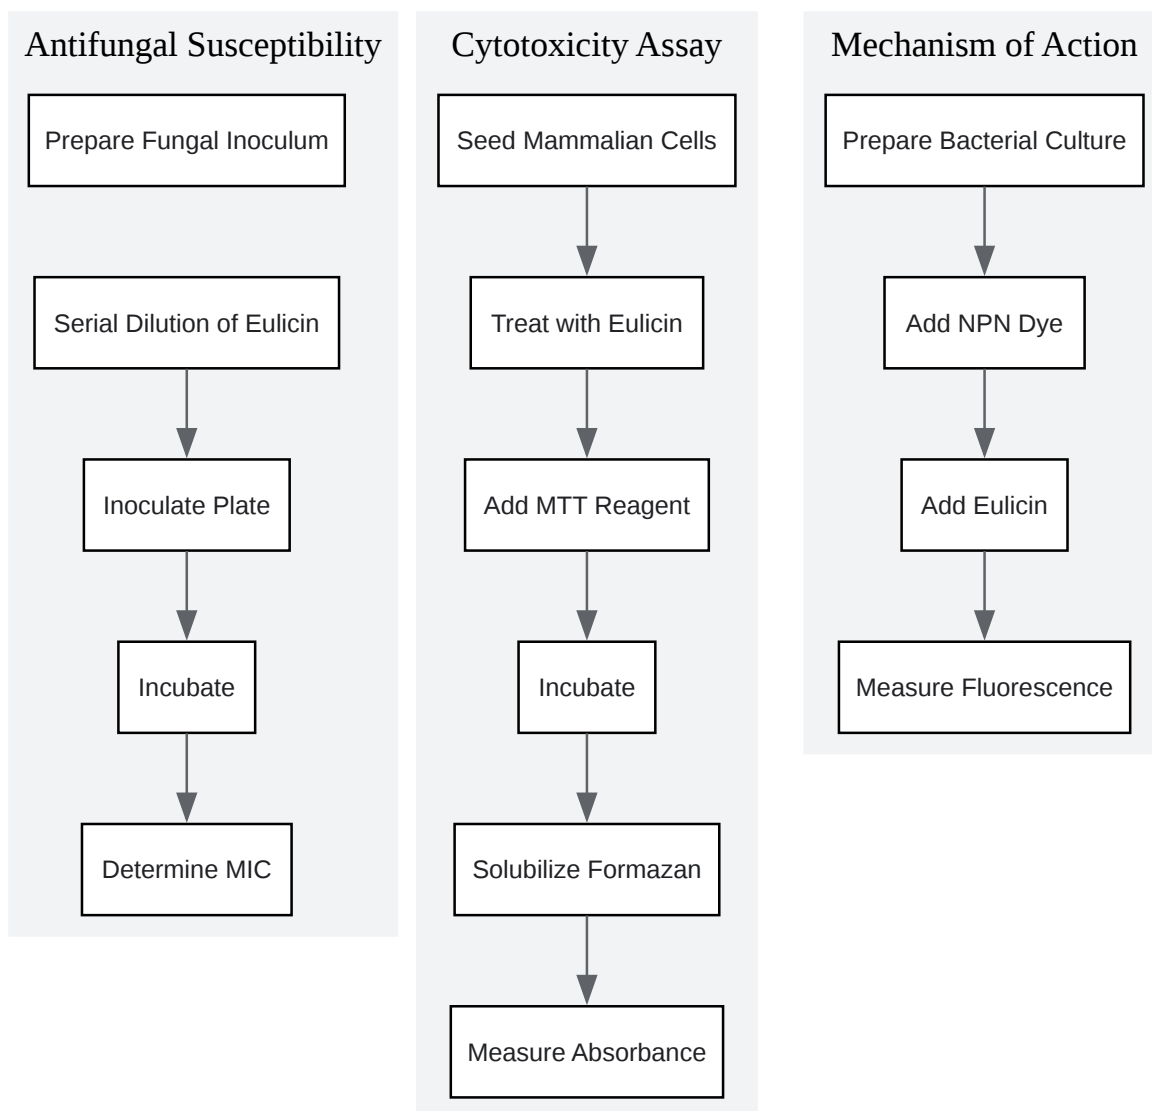 Antifungal Susceptibility
Prepare Fungal Inoculum
Serial Dilution of Eulicin
Inoculate Plate
Incubate
Determine MIC
Cytotoxicity Assay
Seed Mammalian Cells
Treat with Eulicin
Add MTT Reagent
Incubate
Solubilize Formazan
Measure Absorbance
Mechanism of Action
Prepare Bacterial Culture
Add NPN Dye
Add Eulicin
Measure Fluorescence